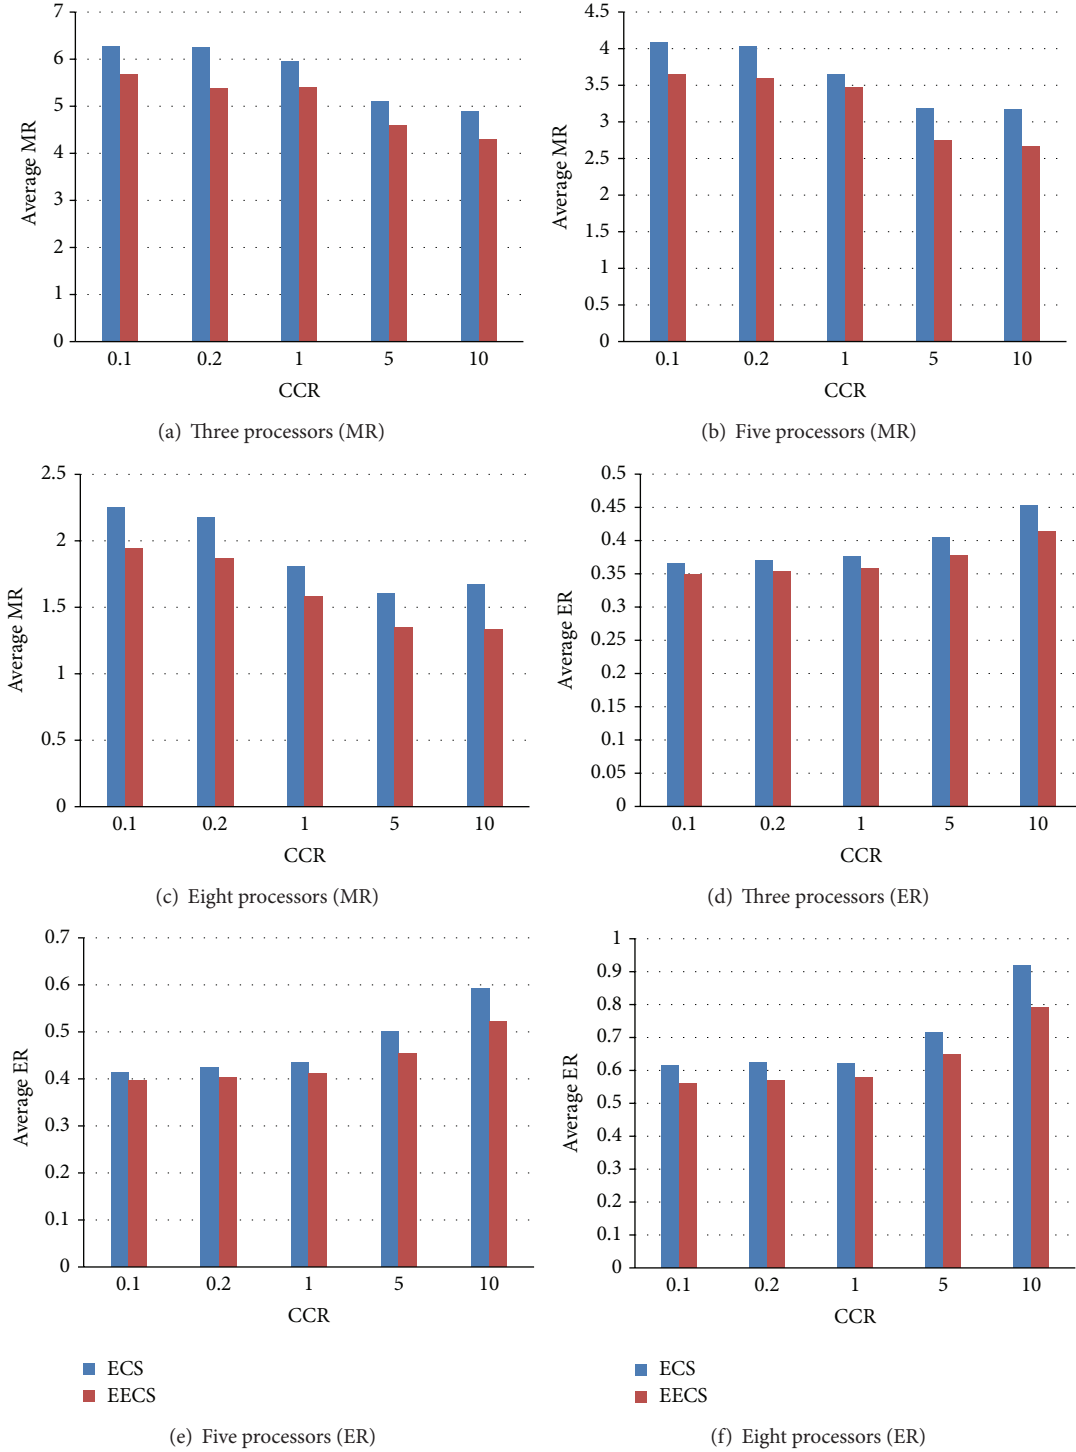 7
6
5
4
3
2
1
0
Average MR
0.1 0.2 1 5 10
CCR
(a) Three processors (MR)
4.5
4
3.5
3
2.5
2
1.5
1
0.5
0
Average MR
0.1 0.2 1 5 10
CCR
(b) Five processors (MR)
2.5
2
1.5
1
0.5
0
Average MR
0.1 0.2 1 5 10
CCR
(c) Eight processors (MR)
0.5
0.45
0.4
0.35
0.3
0.25
0.2
0.15
0.1
0.05
0
Average ER
0.1 0.2 1 5 10
CCR
(d) Three processors (ER)
0.7
0.6
0.5
0.4
0.3
0.2
0.1
0
Average ER
0.1 0.2 1 5 10
CCR
ECS
EECS
(e) Five processors (ER)
1
0.9
0.8
0.7
0.6
0.5
0.4
0.3
0.2
0.1
0
Average ER
0.1 0.2 1 5 10
CCR
ECS
EECS
(f) Eight processors (ER)